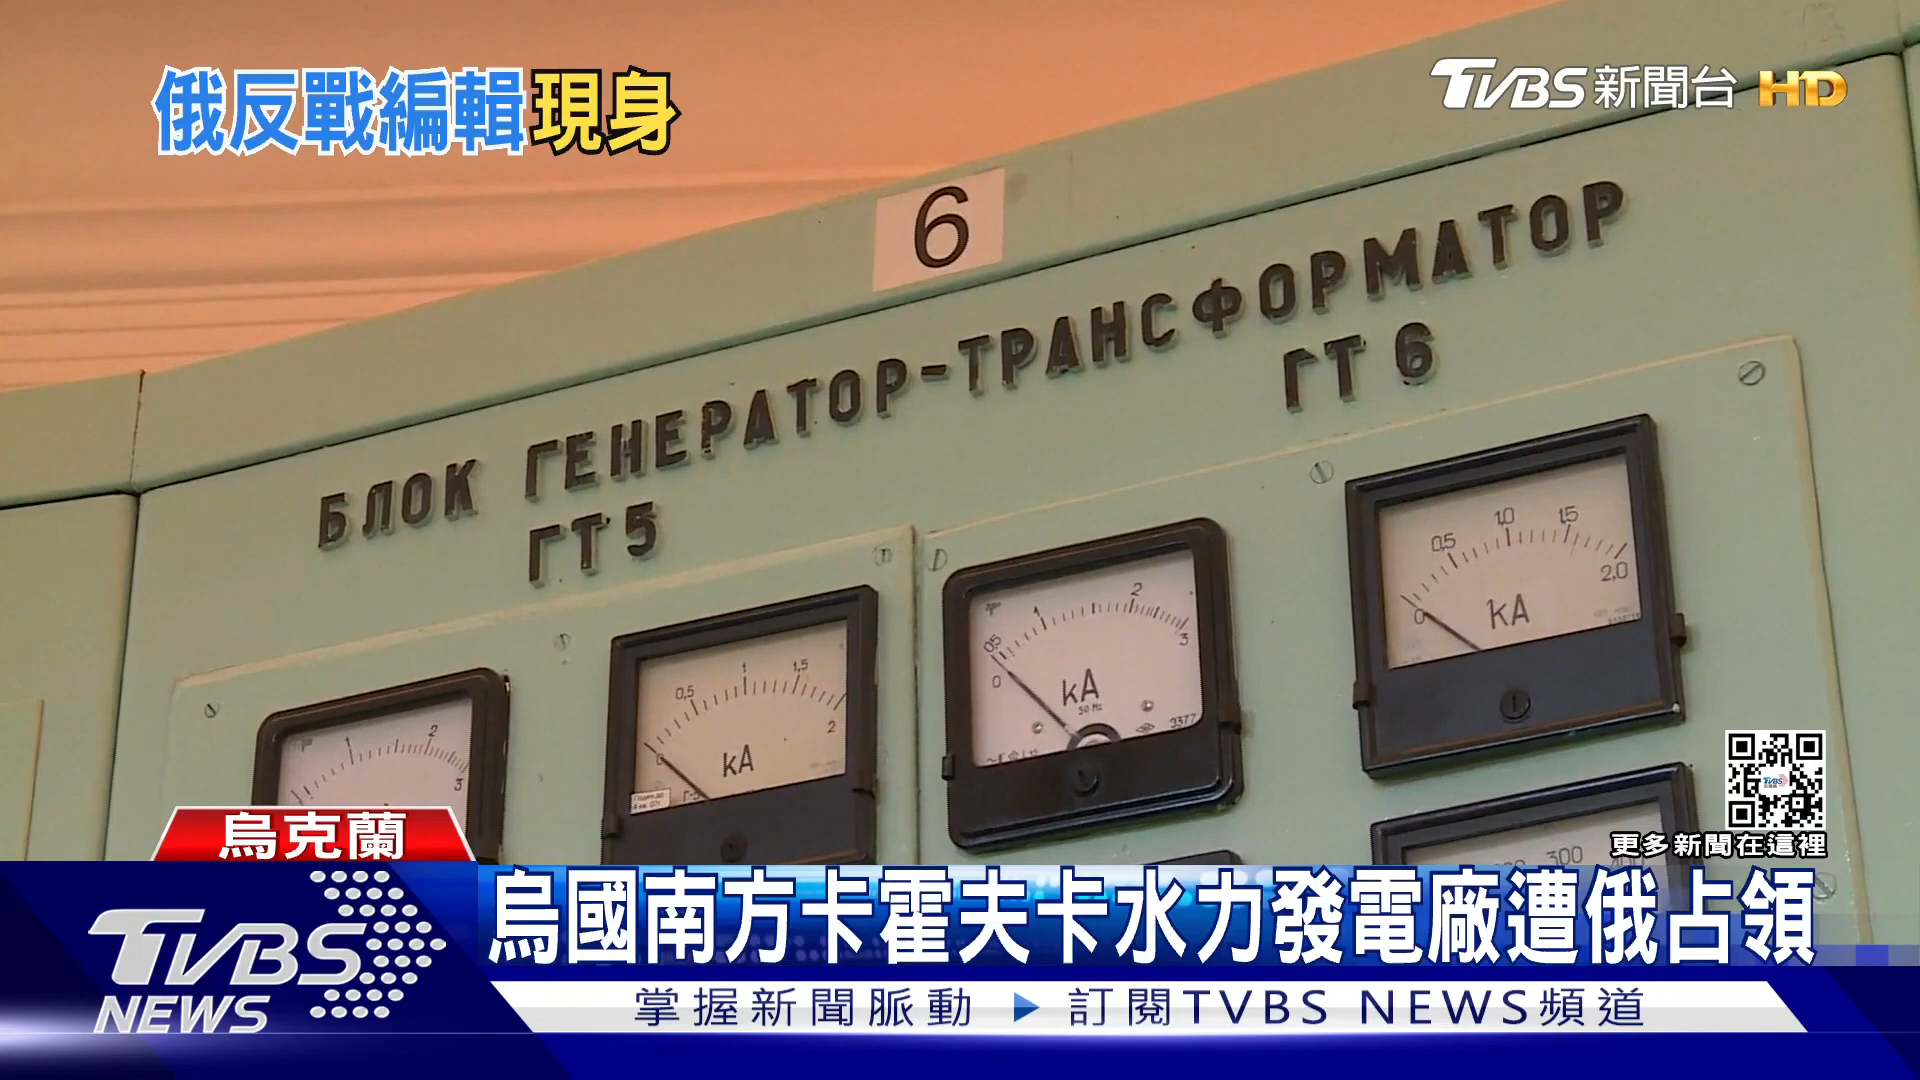 俄反戰編輯現身
TVBS新聞台 HD
6
БЛОК ГЕНЕРАТОР-ТРАНСФОРМАТОР
ГТ 5
ГТ 6
1 2 3
0 0,5 1 1,5 2
kA
0 0,5 1 2 3
kA
50 Hz
3377
0 0,5 1,0 1,5 2,0
kA
300
更多新聞在這裡
烏克蘭
烏國南方卡霍夫卡水力發電廠遭俄占領
TVBS
NEWS
掌握新聞脈動 ▶ 訂閱TVBS NEWS頻道